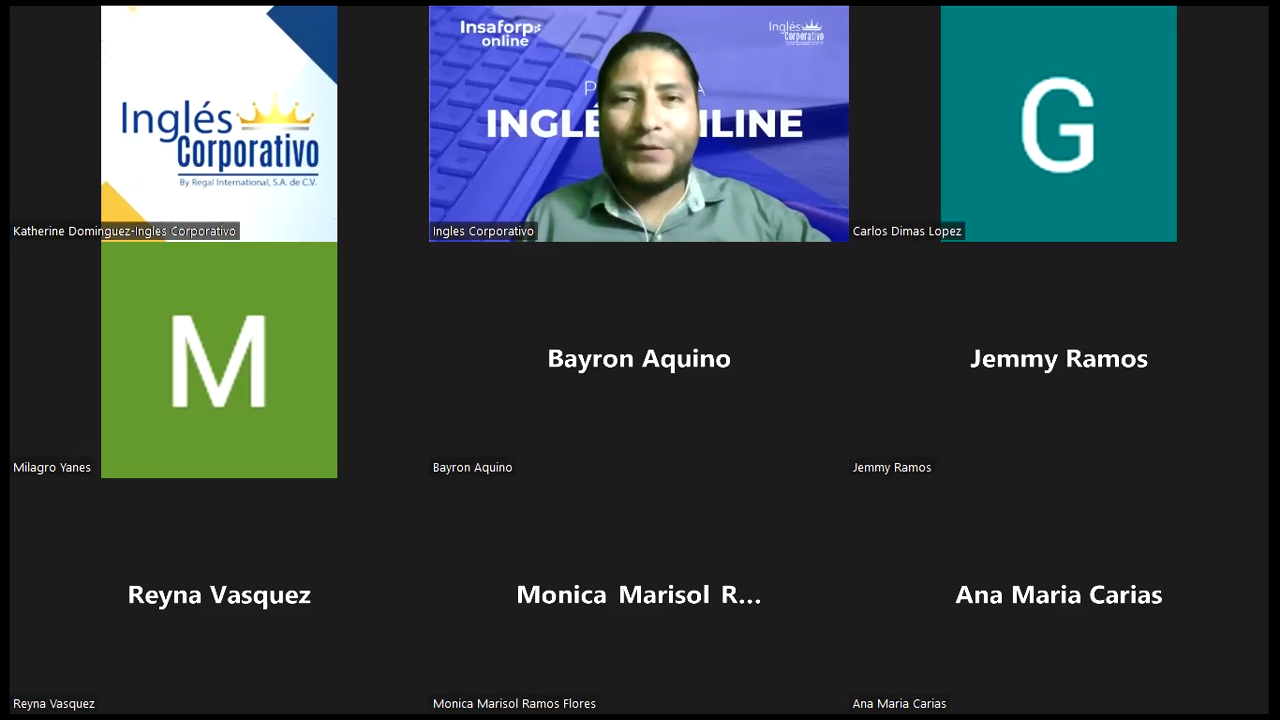 Inglés
Corporativo
By Regal International, S.A. de C.V.
Katherine Dominguez-Ingles Corporativo
Insaforp
online
Inglés
Corporativo
P A
INGLÉ LINE
Ingles Corporativo
G
Carlos Dimas Lopez
M
Milagro Yanes
Bayron Aquino
Bayron Aquino
Jemmy Ramos
Jemmy Ramos
Reyna Vasquez
Reyna Vasquez
Monica Marisol R...
Monica Marisol Ramos Flores
Ana Maria Carias
Ana Maria Carias